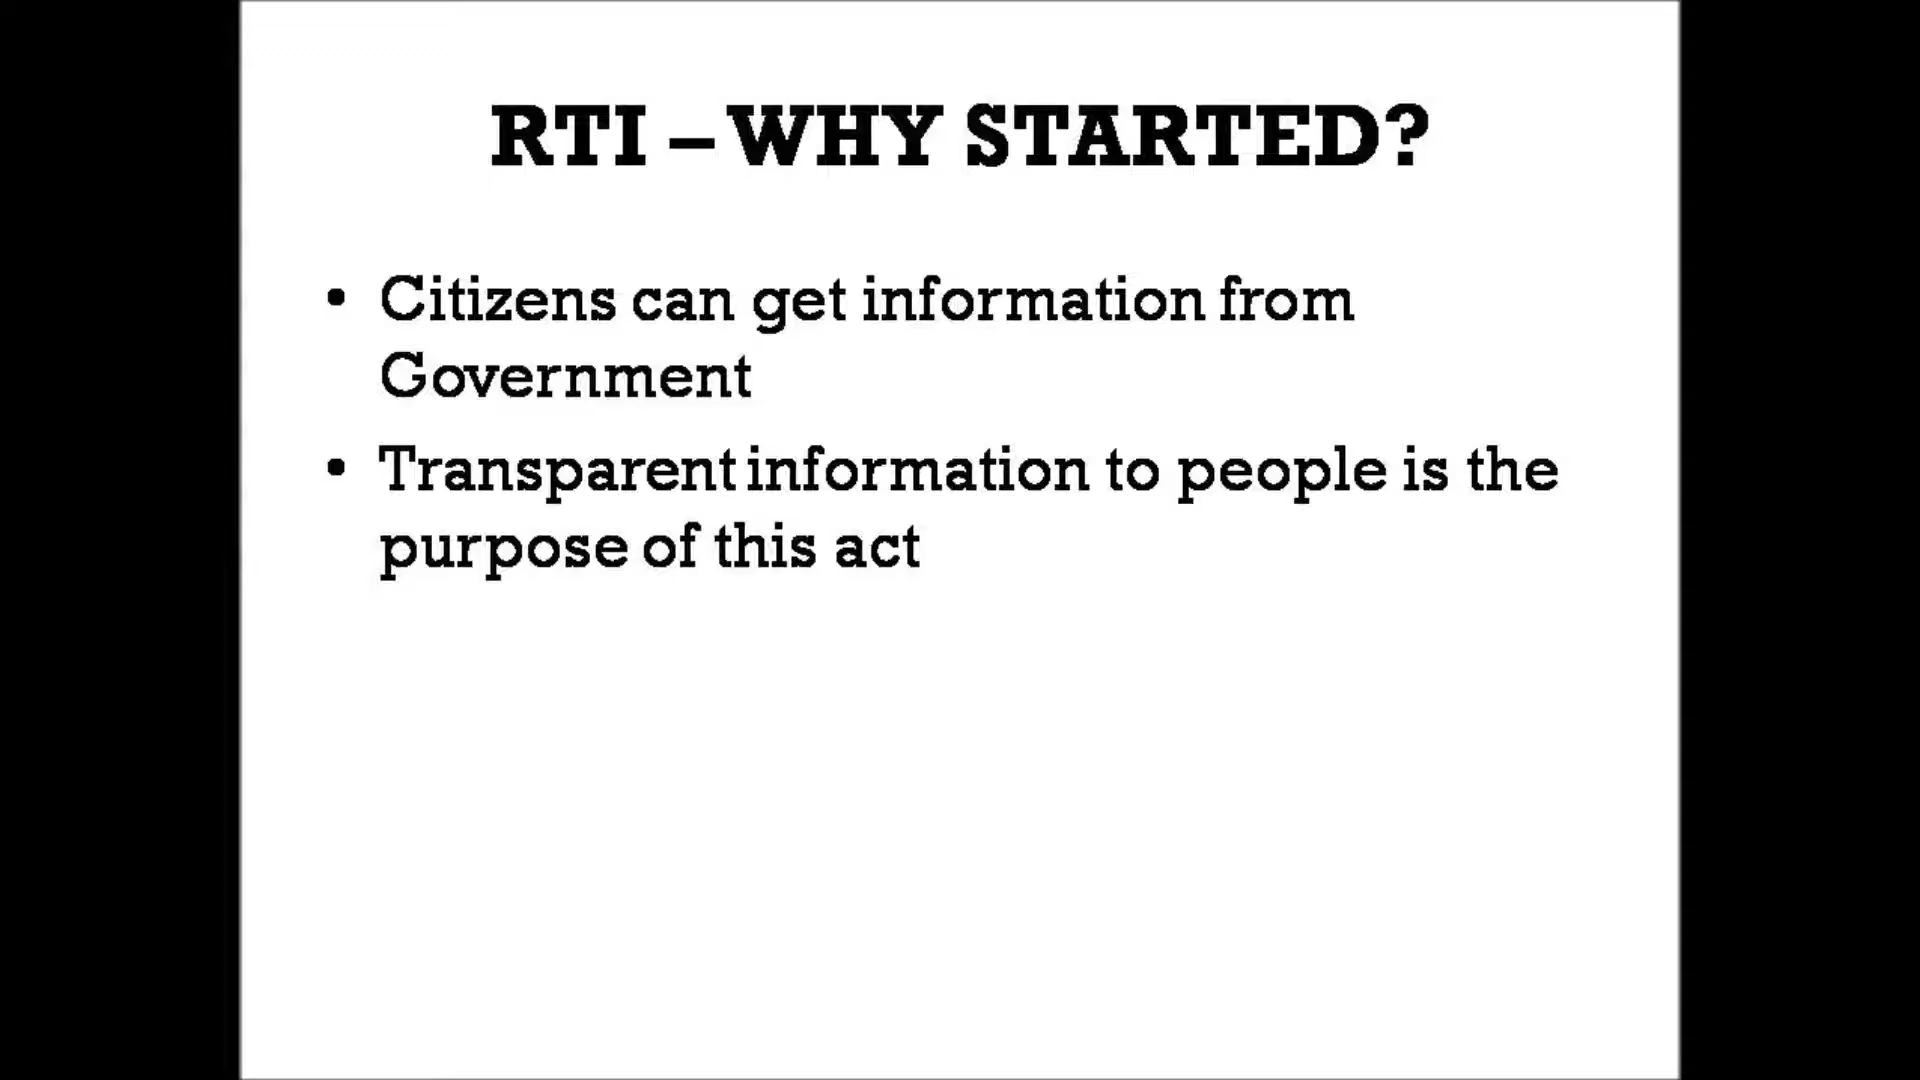 RTI – WHY STARTED?
• Citizens can get information from
Government
• Transparent information to people is the
purpose of this act